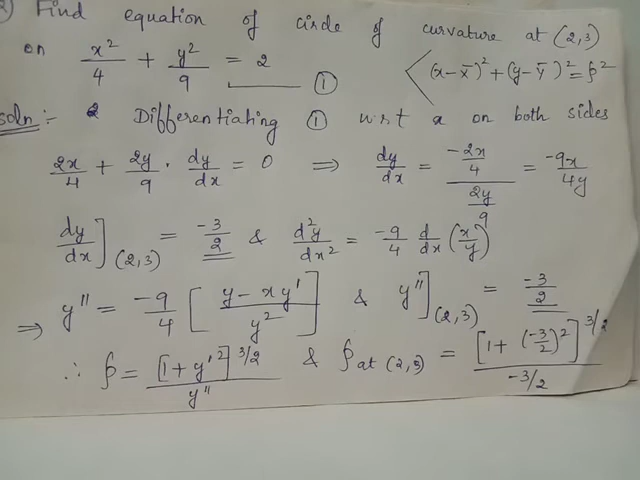 2) Find equation of circle of curvature at (2,3)
on x²/4 + y²/9 = 2 ——— ① (x-x̄)² + (y-ȳ)² = ρ²
Soln :- 2 Differentiating ① w.r.t x on both sides
2x/4 + 2y/9 · dy/dx = 0 ⇒ dy/dx = (-2x/4)/(2y/9) = -9x/4y
dy/dx](2,3) = -3/2 & d²y/dx² = -9/4 d/dx (x/y)
⇒ y'' = -9/4 [(y - xy')/y²] & y''](2,3) = -3/2
∴ ρ = [1 + y'²]^3/2 / y'' & ρ at (2,3) = [1 + (-3/2)²]^3/2 / -3/2